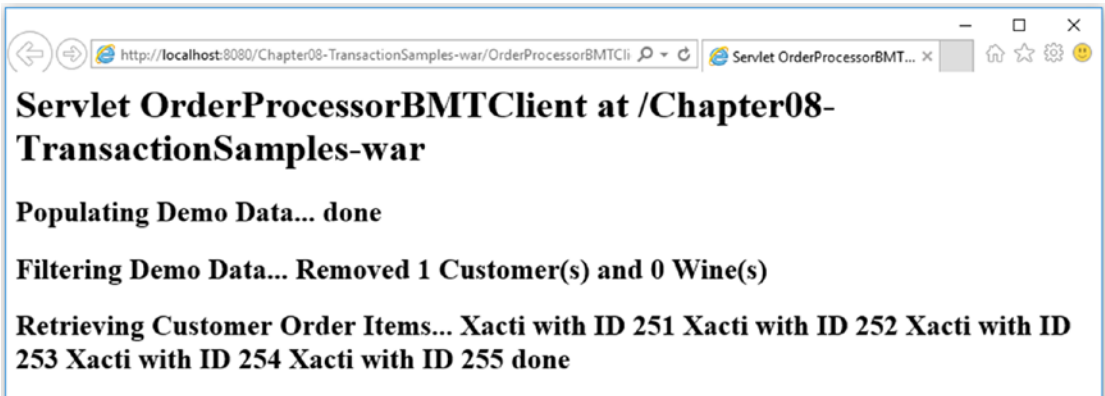 http://localhost:8080/Chapter08-TransactionSamples-war/OrderProcessorBMTCli
Servlet OrderProcessorBMT...
Servlet OrderProcessorBMTClient at /Chapter08-
TransactionSamples-war
Populating Demo Data... done
Filtering Demo Data... Removed 1 Customer(s) and 0 Wine(s)
Retrieving Customer Order Items... Xacti with ID 251 Xacti with ID 252 Xacti with ID
253 Xacti with ID 254 Xacti with ID 255 done